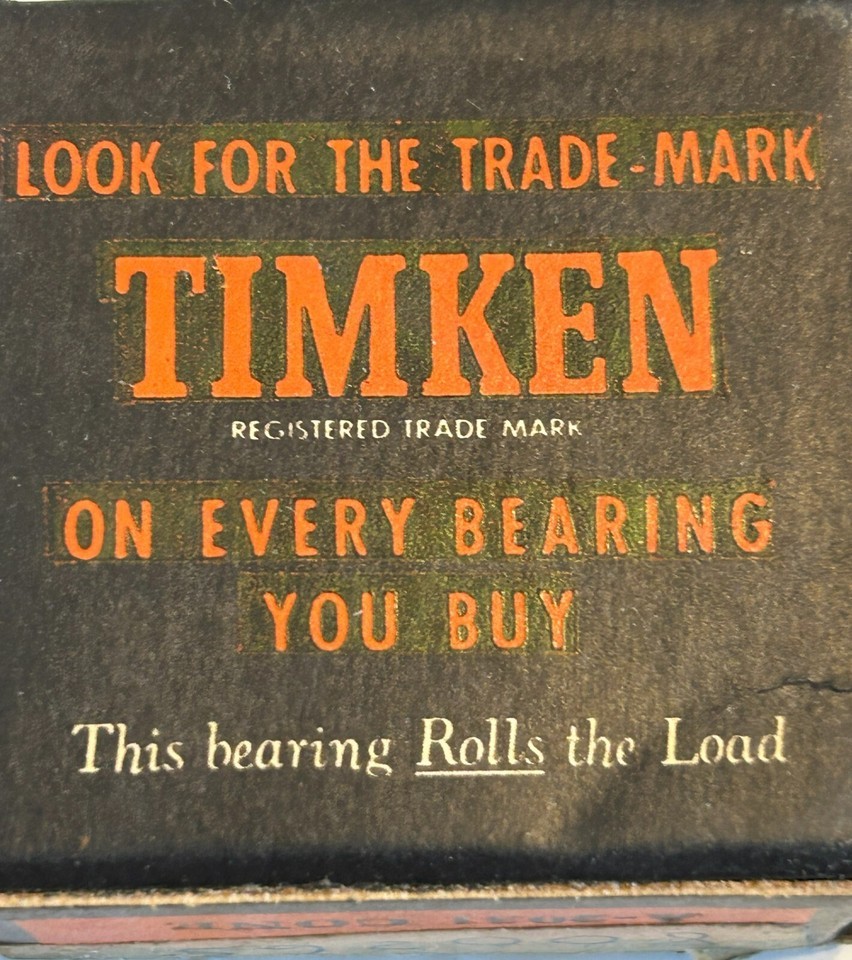 LOOK FOR THE TRADE-MARK
TIMKEN
REGISTERED TRADE MARK
ON EVERY BEARING
YOU BUY
This bearing Rolls the Load